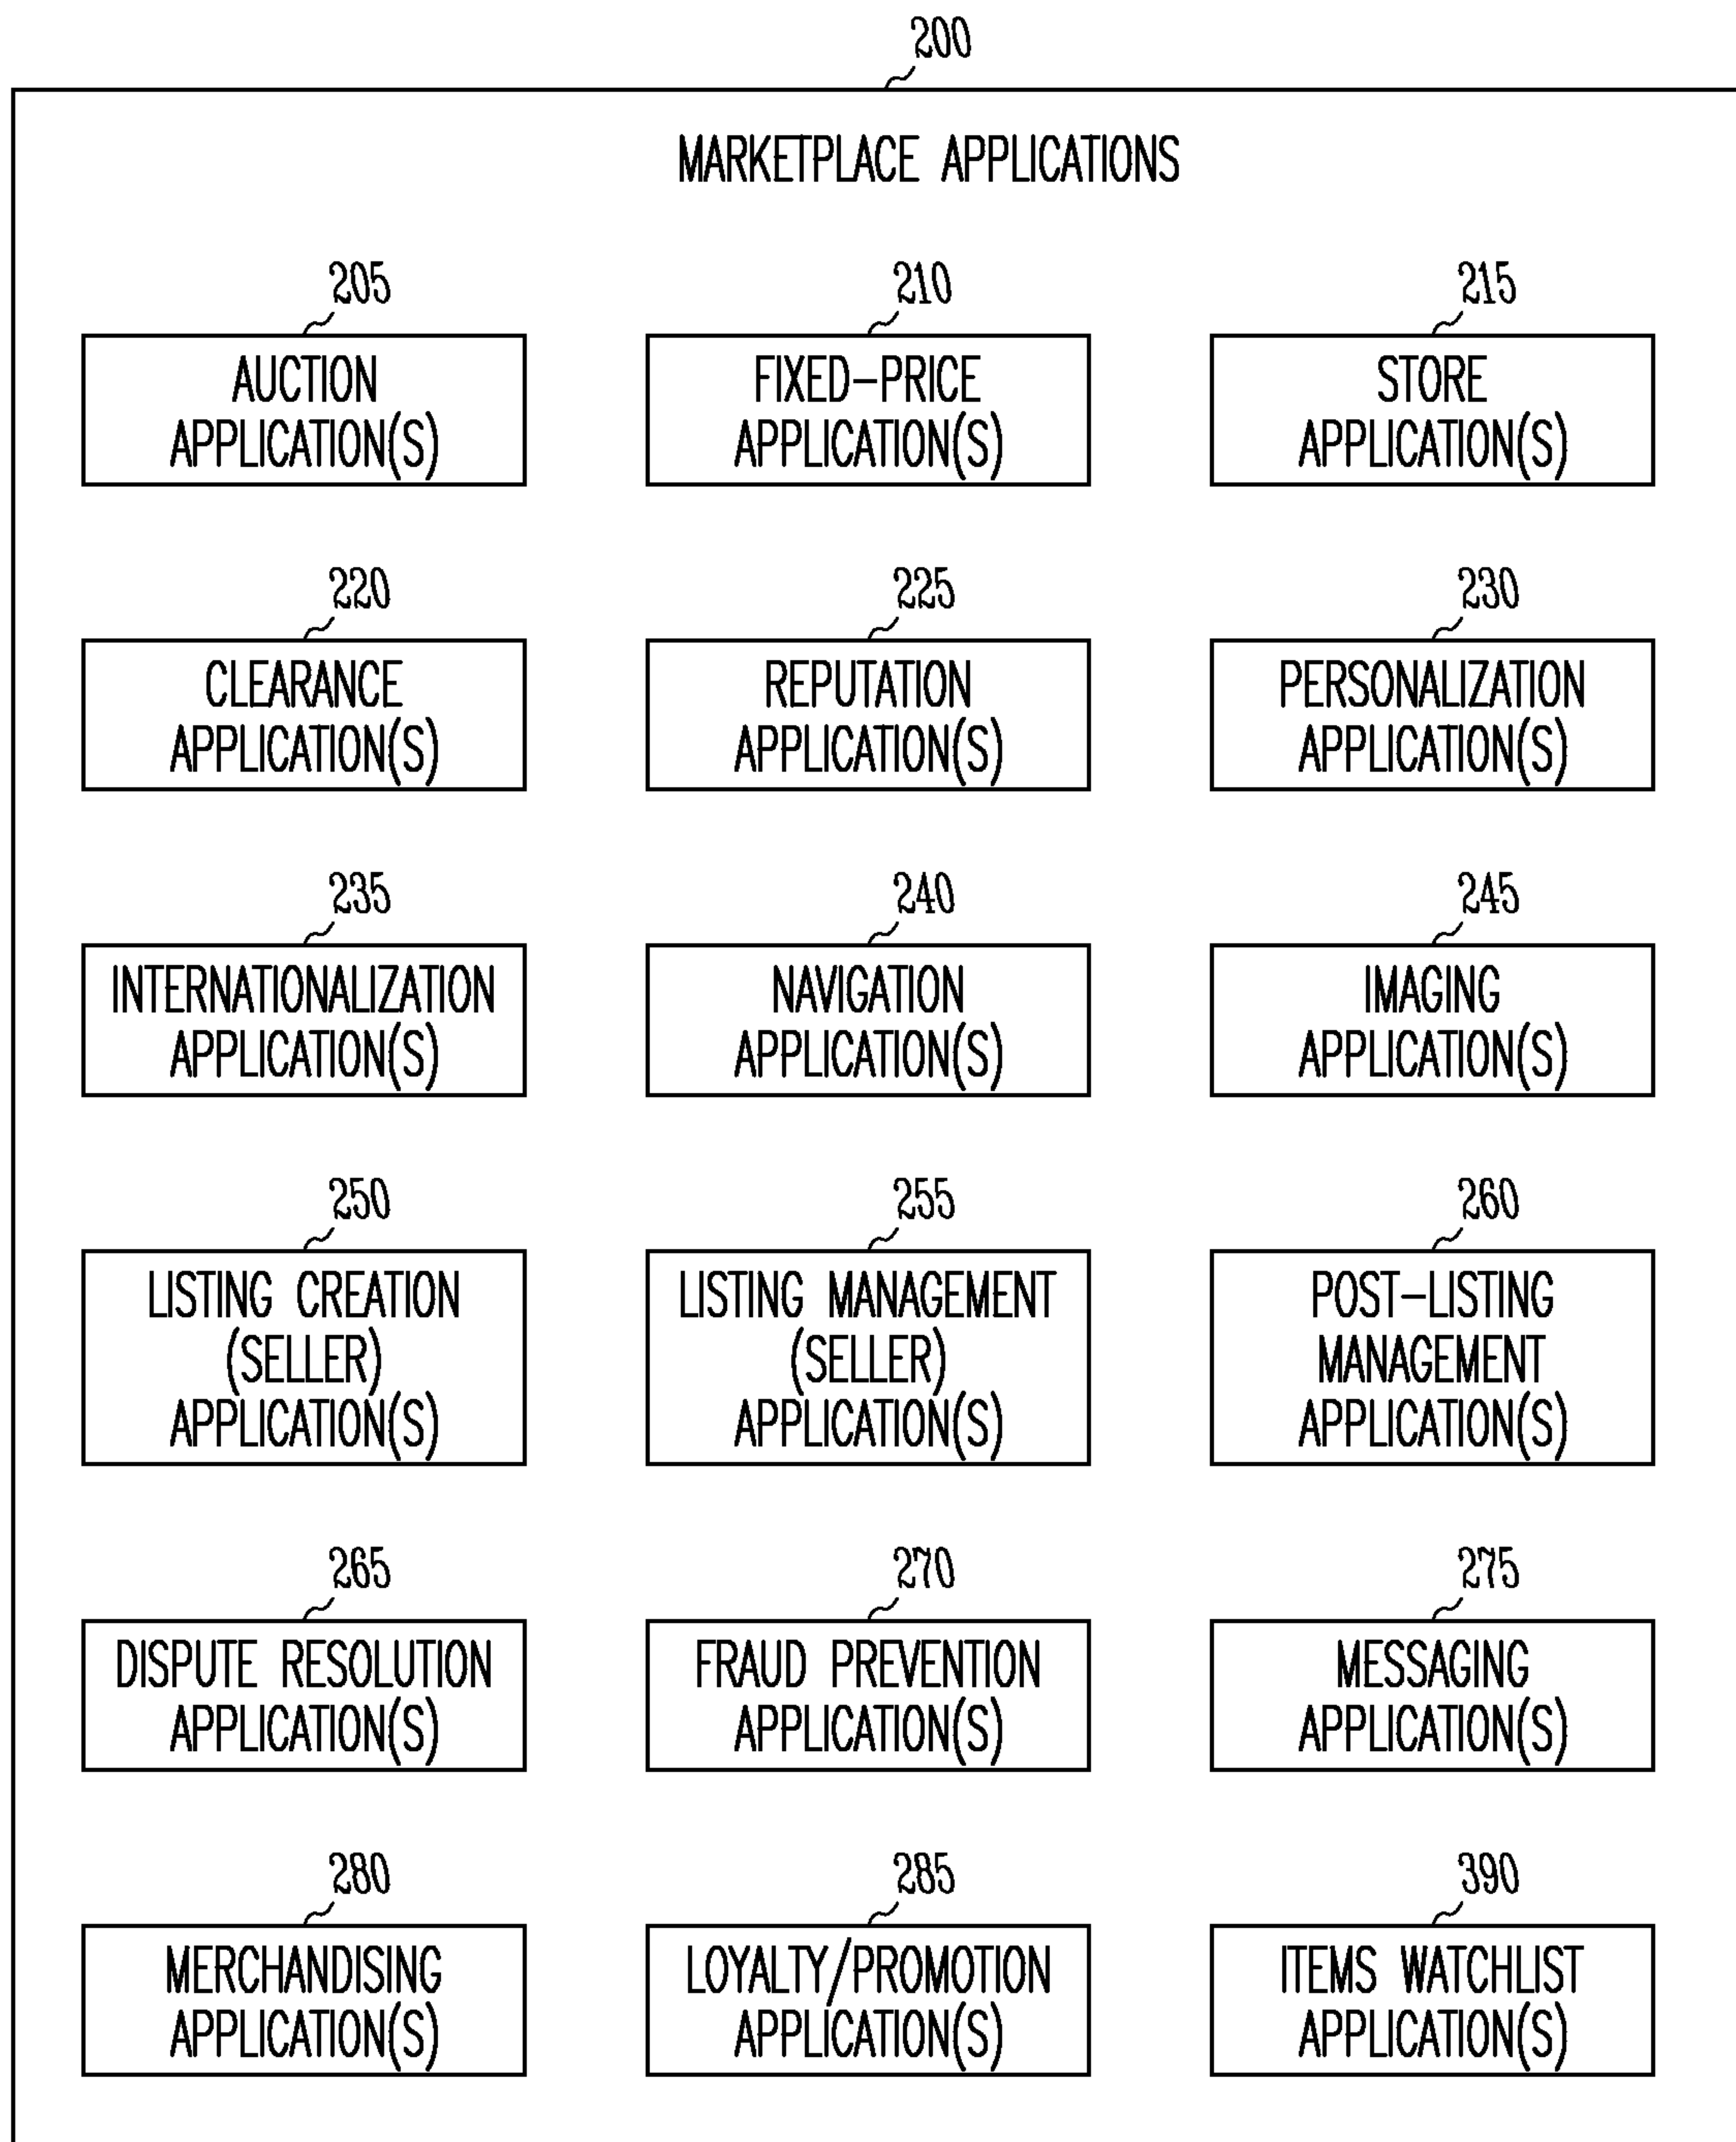 200
MARKETPLACE APPLICATIONS
205
AUCTION
APPLICATION(S)
210
FIXED-PRICE
APPLICATION(S)
215
STORE
APPLICATION(S)
220
CLEARANCE
APPLICATION(S)
225
REPUTATION
APPLICATION(S)
230
PERSONALIZATION
APPLICATION(S)
235
INTERNATIONALIZATION
APPLICATION(S)
240
NAVIGATION
APPLICATION(S)
245
IMAGING
APPLICATION(S)
250
LISTING CREATION
(SELLER)
APPLICATION(S)
255
LISTING MANAGEMENT
(SELLER)
APPLICATION(S)
260
POST-LISTING
MANAGEMENT
APPLICATION(S)
265
DISPUTE RESOLUTION
APPLICATION(S)
270
FRAUD PREVENTION
APPLICATION(S)
275
MESSAGING
APPLICATION(S)
280
MERCHANDISING
APPLICATION(S)
285
LOYALTY/PROMOTION
APPLICATION(S)
390
ITEMS WATCHLIST
APPLICATION(S)